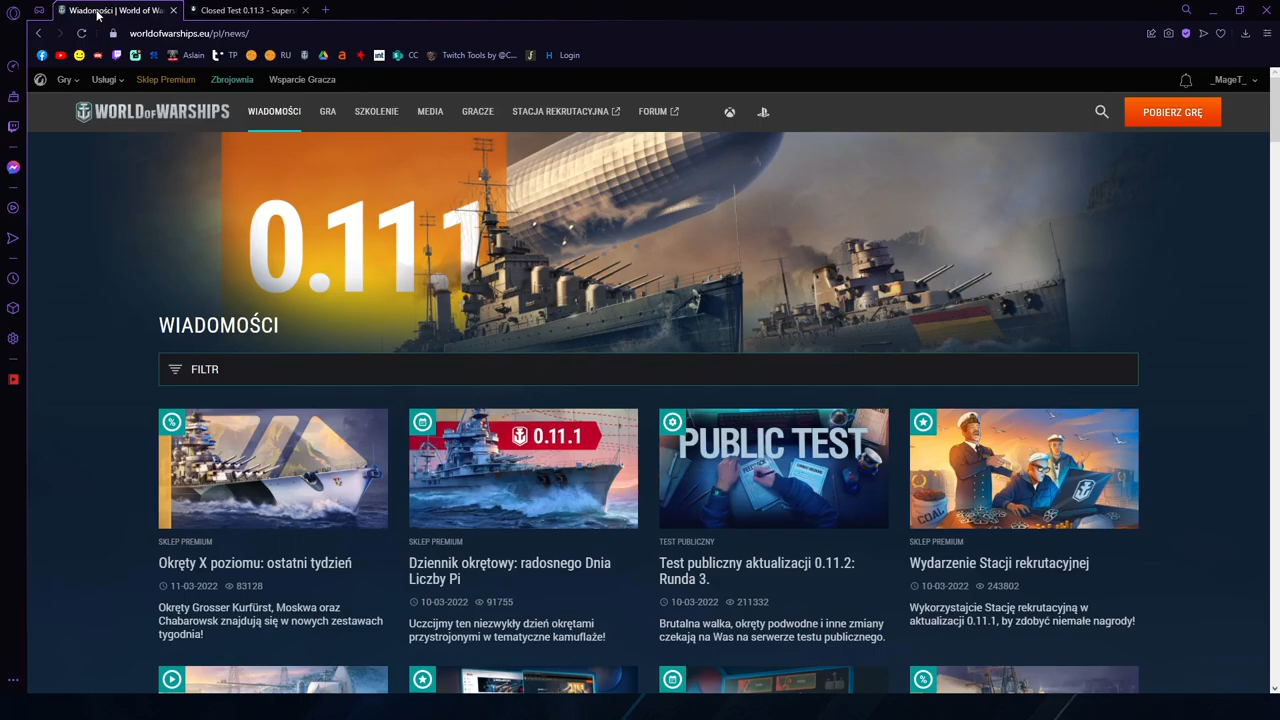 Wiadomości | World of War
Closed Test 0.11.3 - Supers
worldofwarships.eu/pl/news/
Aslain
TP
RU
int
CC
Twitch Tools by @C...
H Login
Gry
Usługi
Sklep Premium
Zbrojownia
Wsparcie Gracza
_MageT_
WORLD OF WARSHIPS
WIADOMOŚCI
GRA
SZKOLENIE
MEDIA
GRACZE
STACJA REKRUTACYJNA
FORUM
POBIERZ GRĘ
0.11.1
WIADOMOŚCI
FILTR
SKLEP PREMIUM
Okręty X poziomu: ostatni tydzień
11-03-2022 83128
Okręty Grosser Kurfürst, Moskwa oraz
Chabarowsk znajdują się w nowych zestawach
tygodnia!
0.11.1
SKLEP PREMIUM
Dziennik okrętowy: radosnego Dnia
Liczby Pi
10-03-2022 91755
Uczcijmy ten niezwykły dzień okrętami
przystrojonymi w tematyczne kamuflaże!
PUBLIC TEST
TEST PUBLICZNY
Test publiczny aktualizacji 0.11.2:
Runda 3.
10-03-2022 211332
Brutalna walka, okręty podwodne i inne zmiany
czekają na Was na serwerze testu publicznego.
COAL
SKLEP PREMIUM
Wydarzenie Stacji rekrutacyjnej
10-03-2022 243802
Wykorzystajcie Stację rekrutacyjną w
aktualizacji 0.11.1, by zdobyć niemałe nagrody!